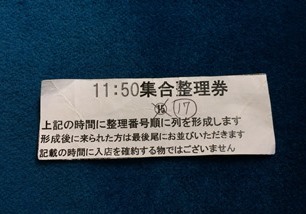 11:50集合整理券
17
上記の時間に整理番号順に列を形成します
形成後に来られた方は最後尾にお並びいただきます
記載の時間に入店を確約する物ではございません